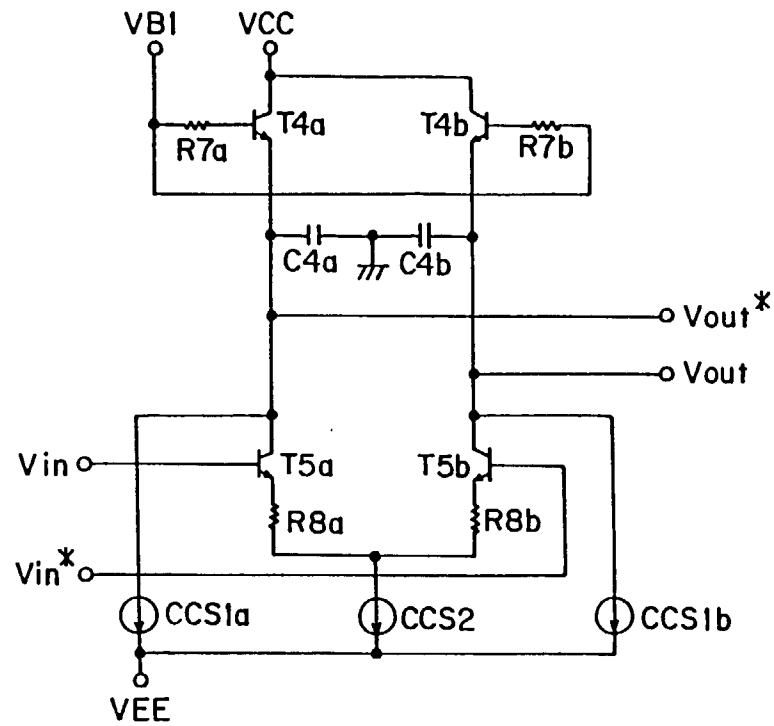 VB1 VCC
T4a T4b
R7a R7b
C4a C4b
Vout*
Vout
Vin T5a T5b
R8a R8b
Vin*
CCS1a CCS2 CCS1b
VEE